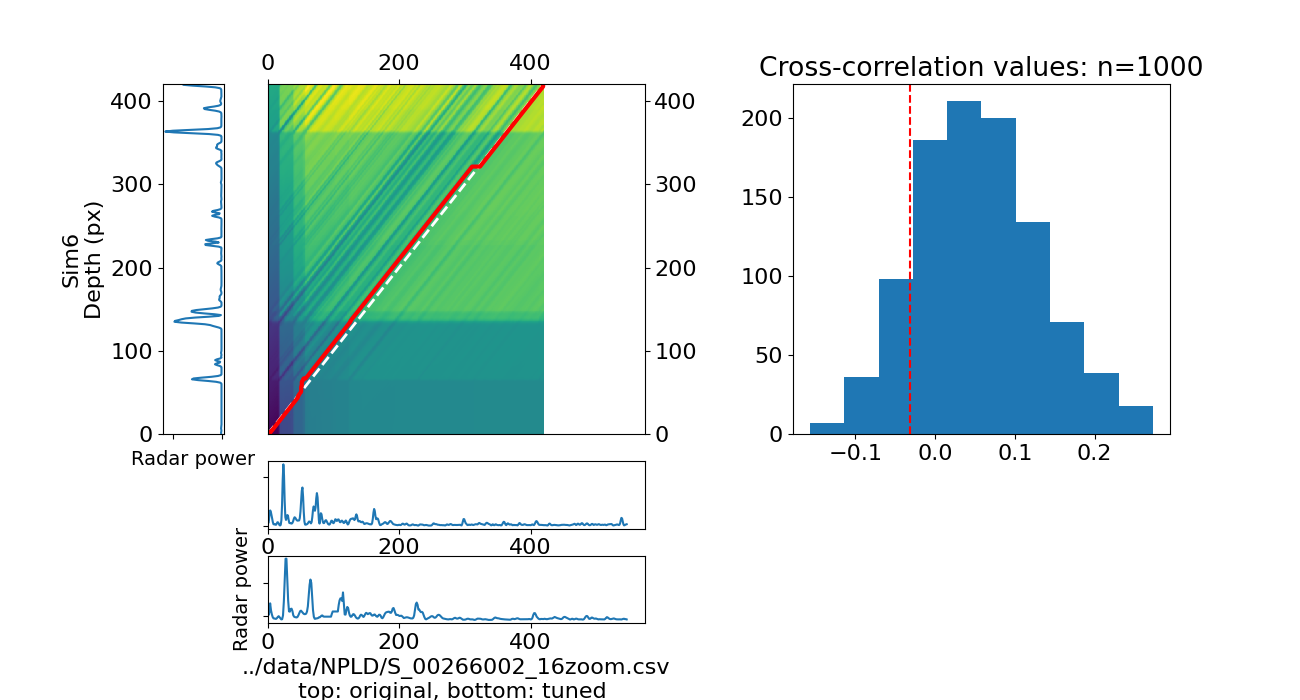 Cross-correlation values: n=1000
0 200 400
400
300
200
100
0
Sim6
Depth (px)
Radar power
400
300
200
100
0
200
150
100
50
0
−0.1 0.0 0.1 0.2
0 200 400
Radar power
0 200 400
../data/NPLD/S_00266002_16zoom.csv
top: original, bottom: tuned